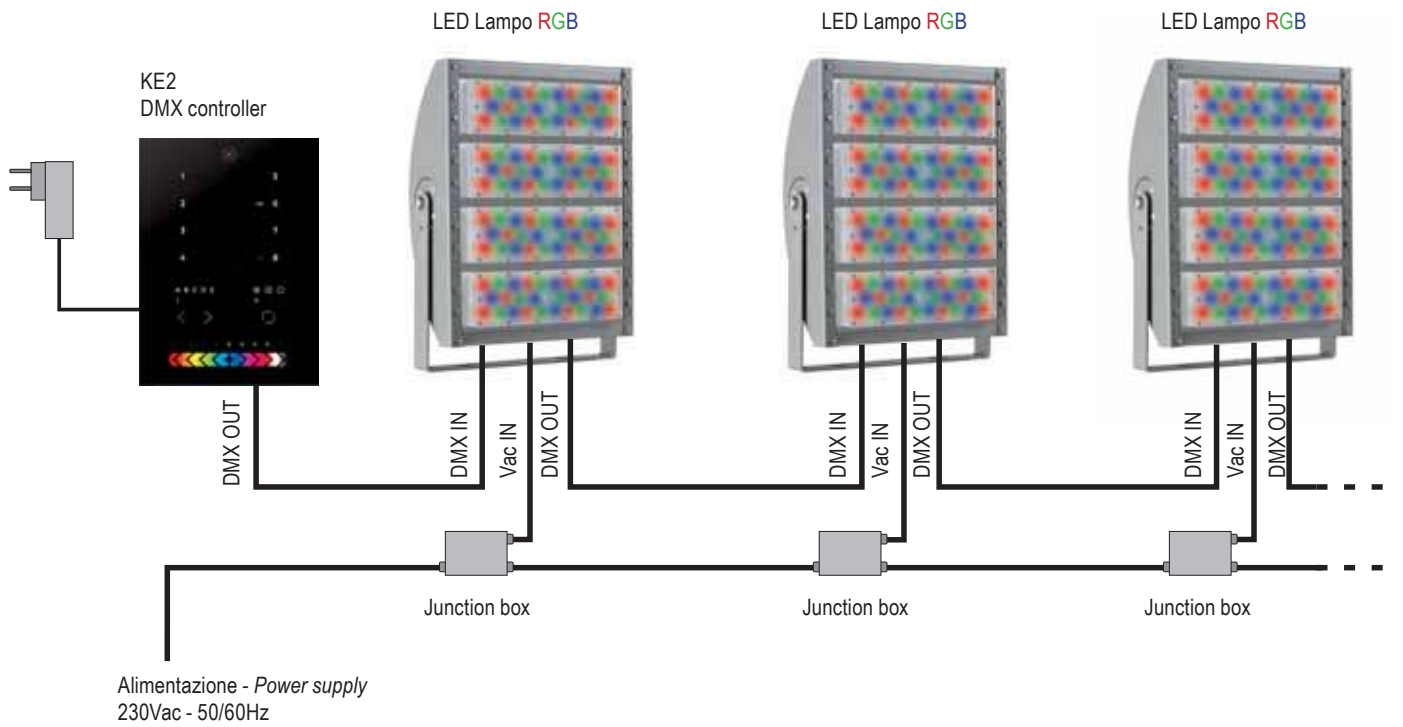 LED Lampo RGB
LED Lampo RGB
LED Lampo RGB
KE2
DMX controller
DMX OUT
DMX IN
Vac IN
DMX OUT
DMX IN
Vac IN
DMX OUT
DMX IN
Vac IN
DMX OUT
Junction box
Junction box
Junction box
Alimentazione - Power supply
230Vac - 50/60Hz